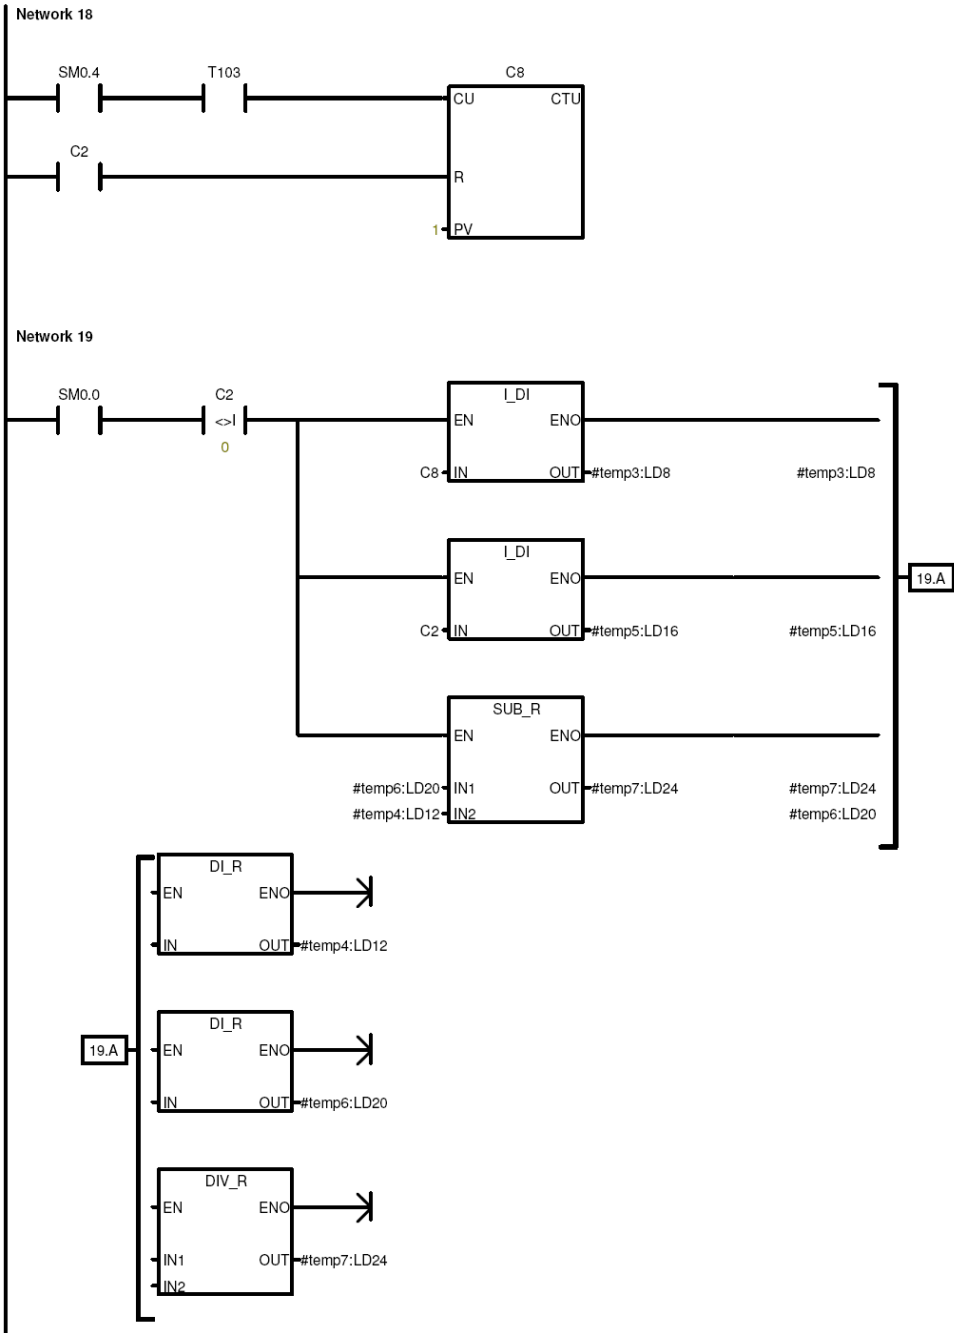 Network 18
SM0.4 T103 C8
CU CTU
C2
R
1 PV
Network 19
SM0.0 C2 I_DI
<>I EN ENO
0
C8 IN OUT #temp3:LD8 #temp3:LD8
I_DI
EN ENO 19.A
C2 IN OUT #temp5:LD16 #temp5:LD16
SUB_R
EN ENO
#temp6:LD20 IN1 OUT #temp7:LD24 #temp7:LD24
#temp4:LD12 IN2 #temp6:LD20
DI_R
EN ENO
IN OUT #temp4:LD12
DI_R
19.A EN ENO
IN OUT #temp6:LD20
DIV_R
EN ENO
IN1 OUT #temp7:LD24
IN2